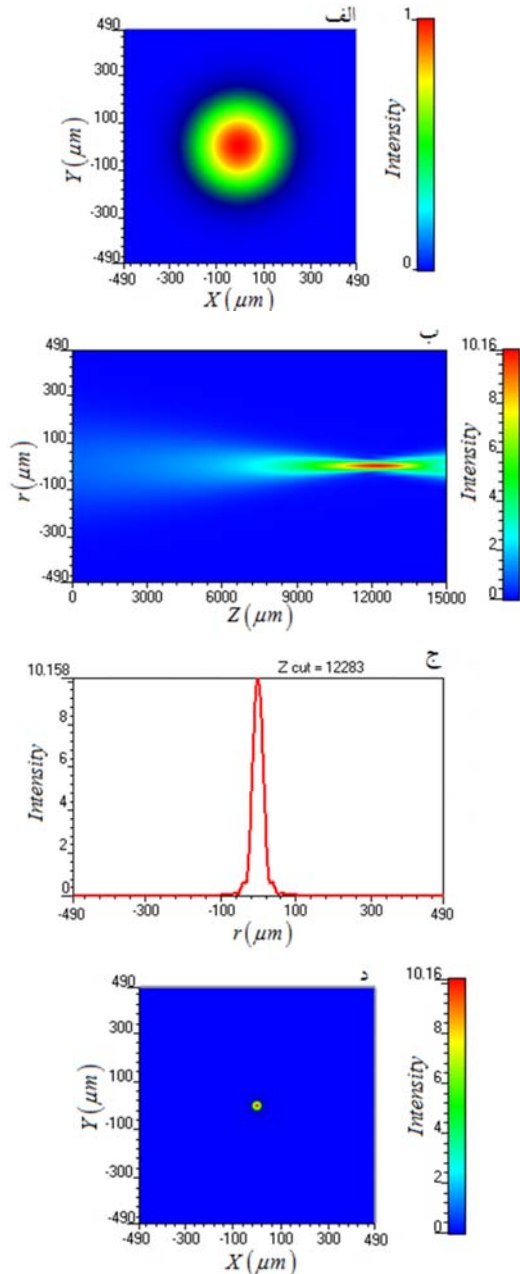 الف
490
300
100
-100
-300
-490
Y(μm)
-490 -300 -100 100 300 490
X(μm)
1
0
Intensity
ب
490
300
100
-100
-300
-490
r(μm)
0 3000 6000 9000 12000 15000
Z(μm)
10.16
8
6
4
2
0
Intensity
ج
Z cut = 12283
10.158
8
6
4
2
0
Intensity
-490 -300 -100 100 300 490
r(μm)
د
490
300
100
-100
-300
-490
Y(μm)
-490 -300 -100 100 300 490
X(μm)
10.16
8
6
4
2
0
Intensity